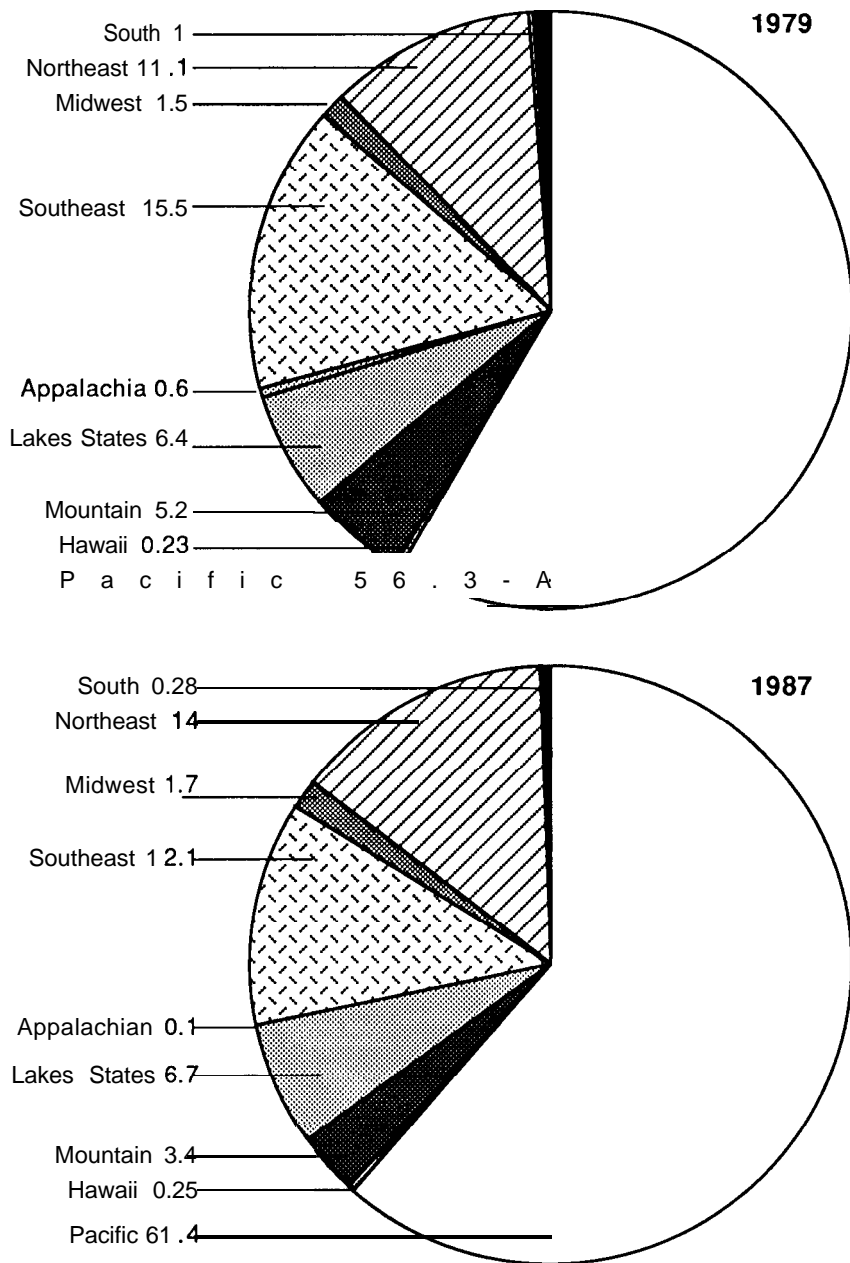 1979
South 1
Northeast 11.1
Midwest 1.5
Southeast 15.5
Appalachia 0.6
Lakes States 6.4
Mountain 5.2
Hawaii 0.23
Pacific 56.3-A
1987
South 0.28
Northeast 14
Midwest 1.7
Southeast 12.1
Appalachian 0.1
Lakes States 6.7
Mountain 3.4
Hawaii 0.25
Pacific 61.4